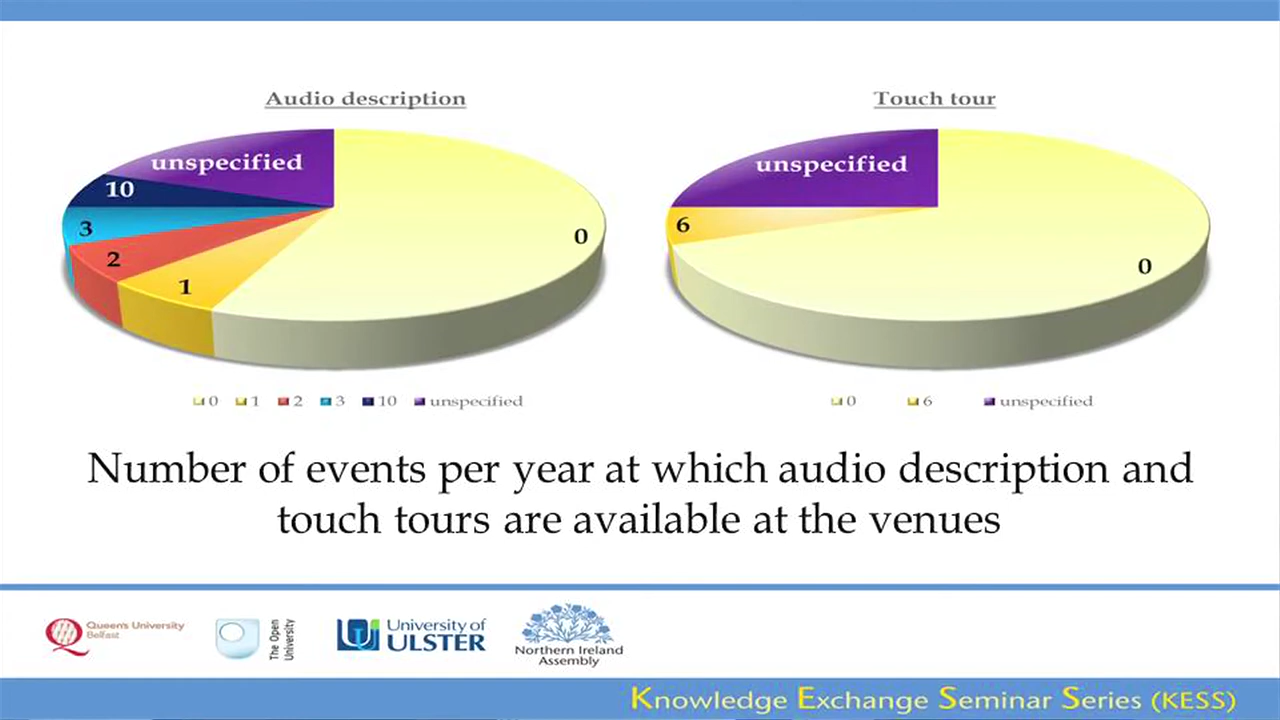 Audio description
unspecified
10
3
2
1
0
0 1 2 3 10 unspecified
Touch tour
unspecified
6
0
0 6 unspecified
Number of events per year at which audio description and
touch tours are available at the venues
Queen's University
Belfast
The Open
University
University of
ULSTER
Northern Ireland
Assembly
Knowledge Exchange Seminar Series (KESS)